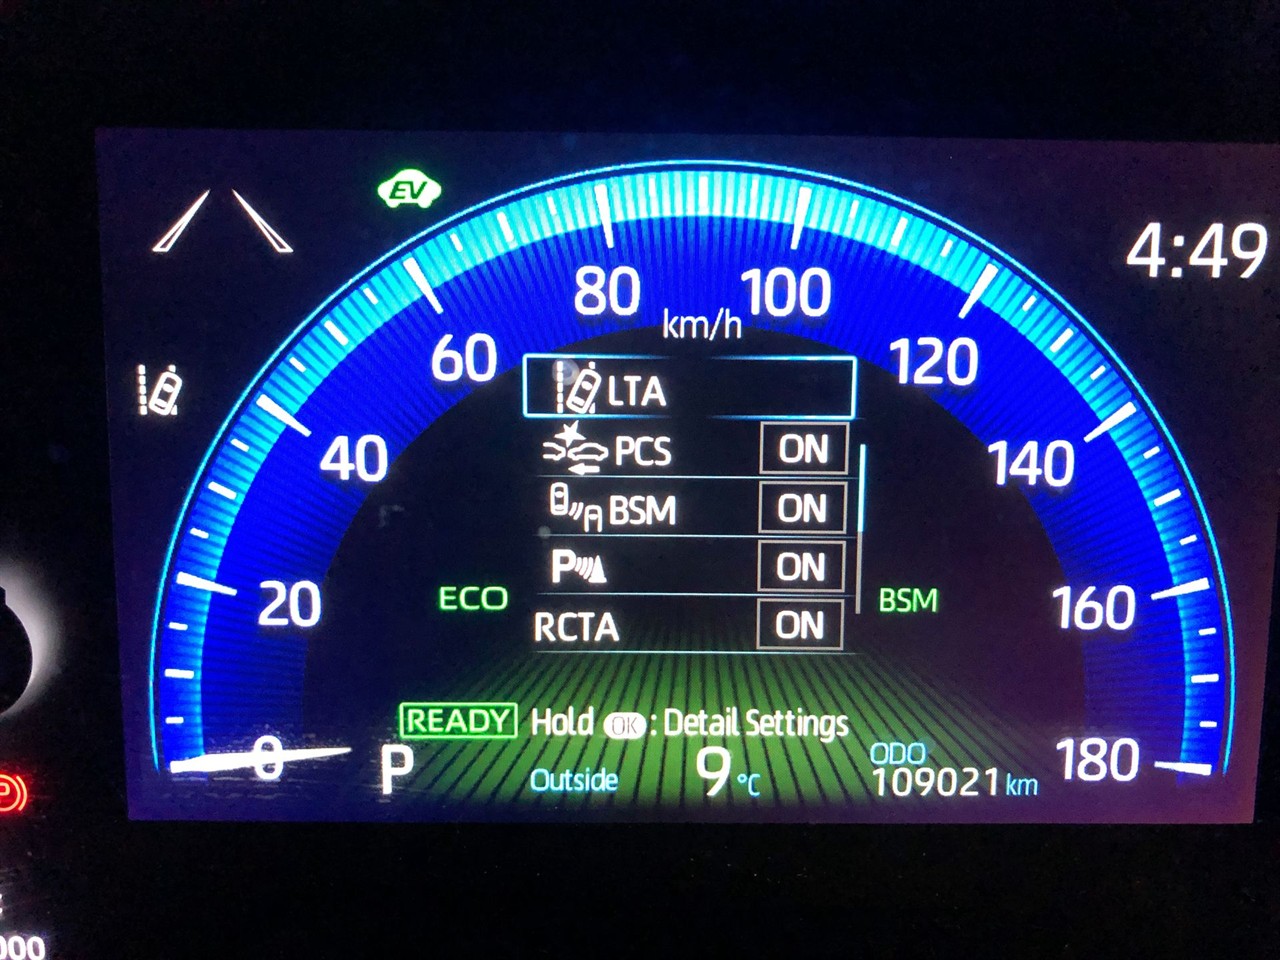 EV
4:49
80
100
km/h
60
120
LTA
40
PCS ON
140
BSM ON
20
ECO
P ON
BSM
160
RCTA ON
READY Hold OK : Detail Settings
0
P
Outside 9 °C
ODO
109021 km
180
P
000